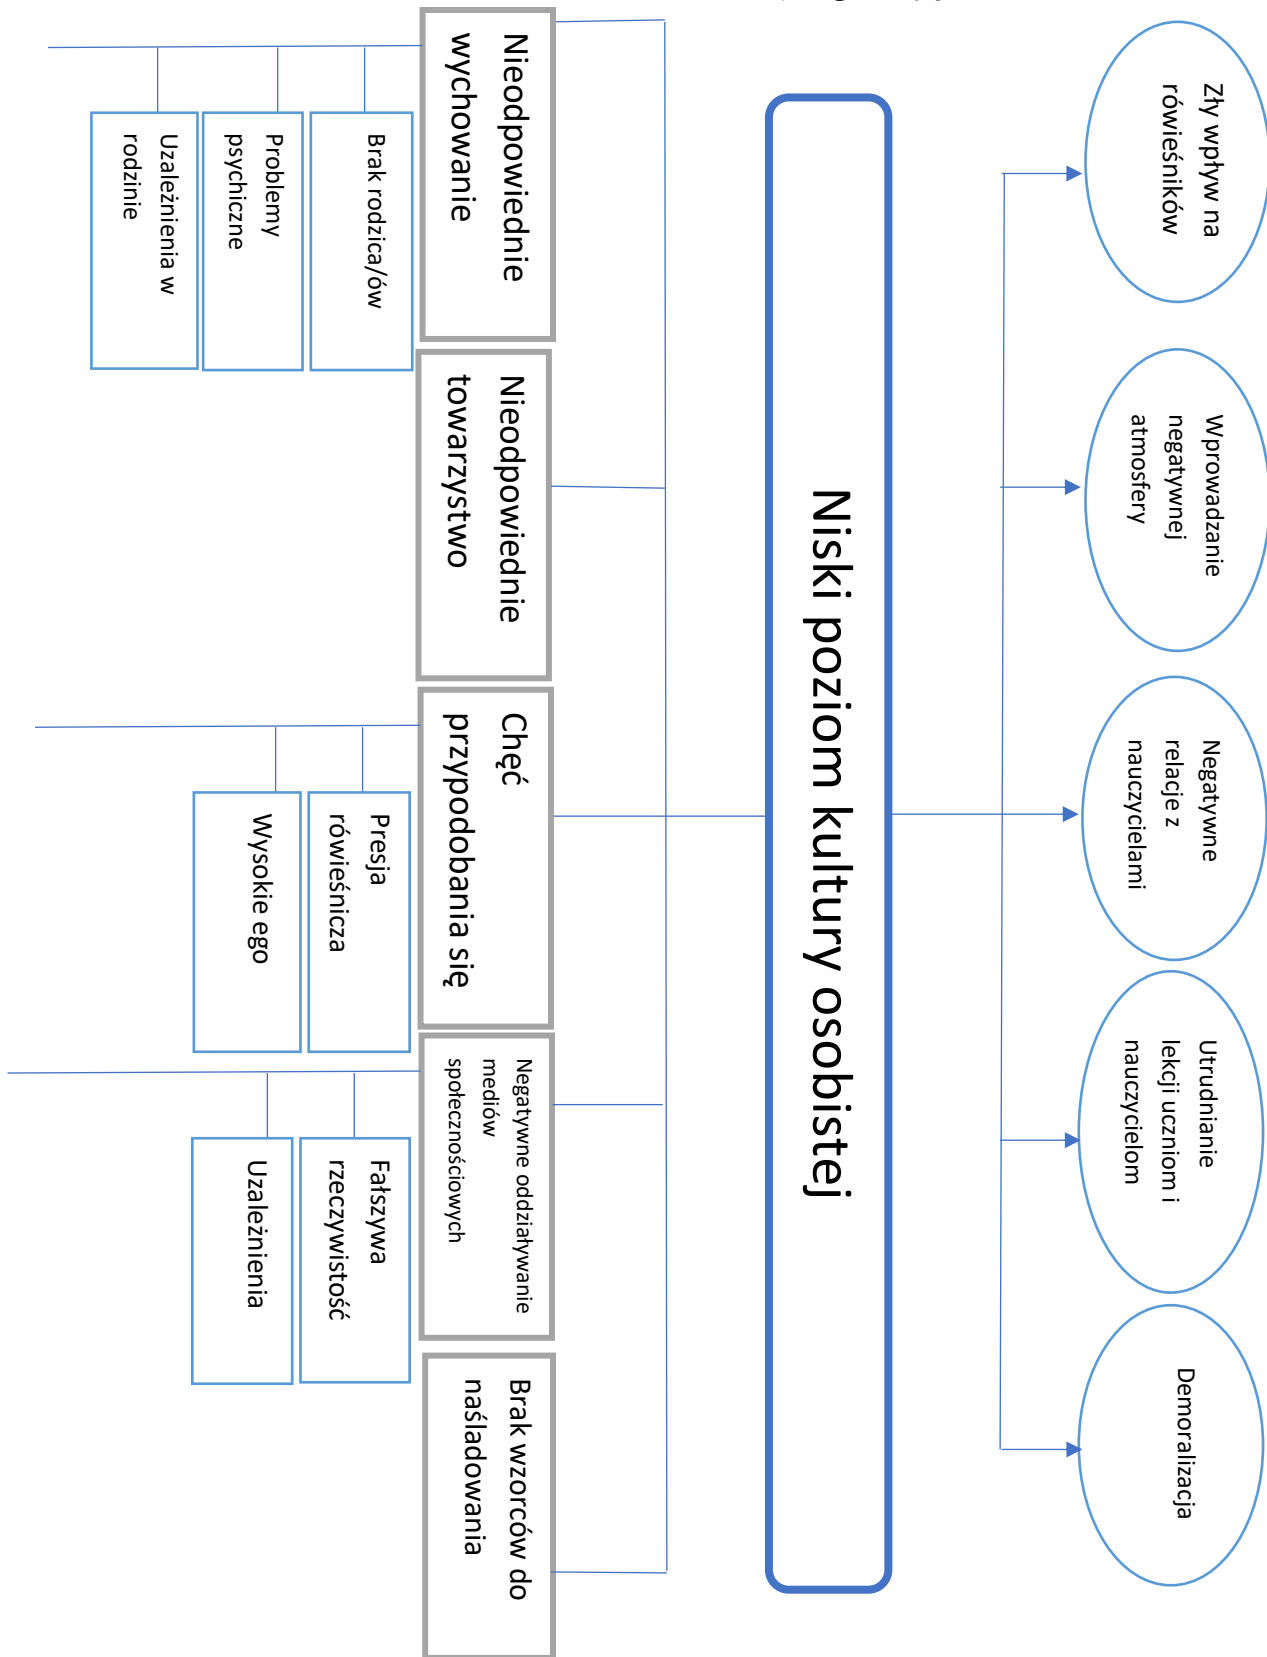 Zły wpływ na
rówieśników
Wprowadzanie
negatywnej
atmosfery
Negatywne
relacje z
nauczycielami
Utrudnianie
lekcji uczniom i
nauczycielom
Demoralizacja
Niski poziom kultury osobistej
Nieodpowiednie
wychowanie
Nieodpowiednie
towarzystwo
Chęć
przypodobania się
Negatywne oddziaływanie
mediów
społecznościowych
Brak wzorców do
naśladowania
Brak rodzica/ów
Problemy
psychiczne
Uzależnienia w
rodzinie
Presja
rówieśnicza
Wysokie ego
Fałszywa
rzeczywistość
Uzależnienia